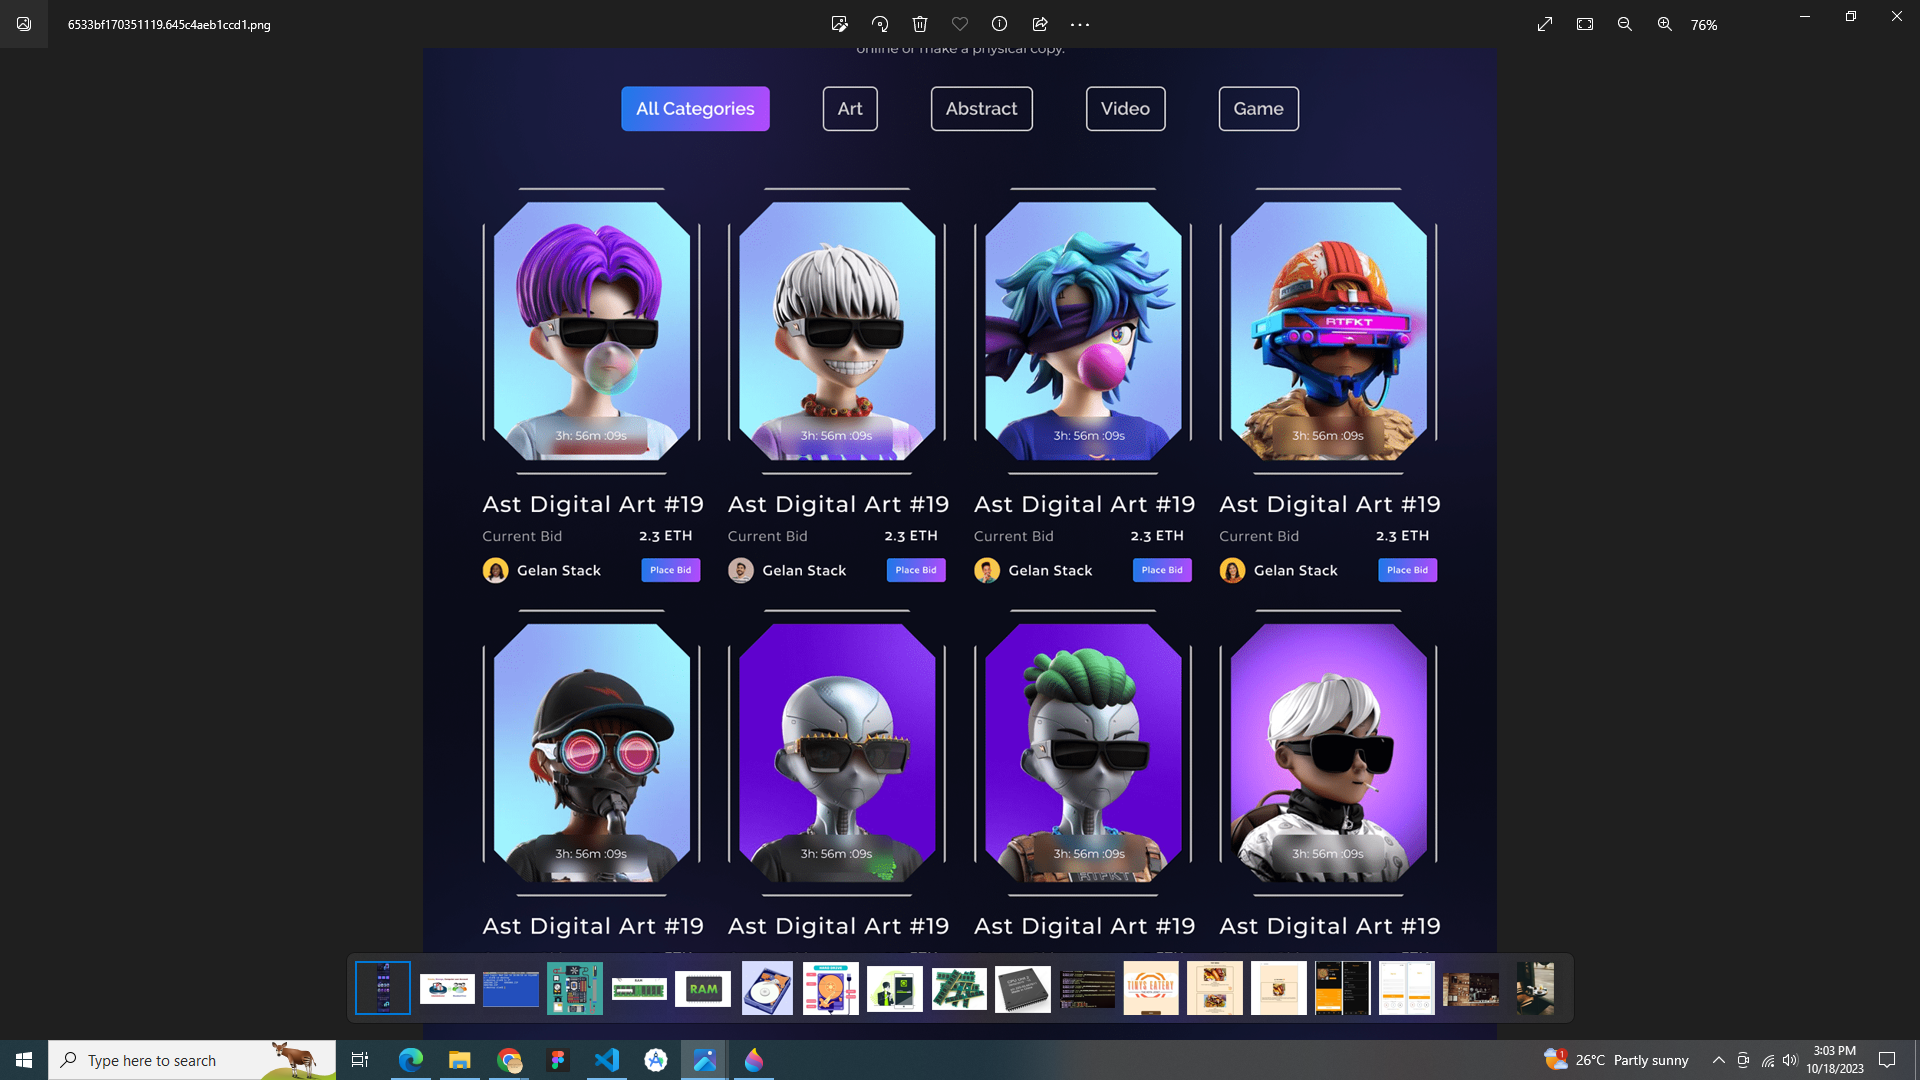 6533bf170351119.645c4aeb1ccd1.png
76%
online or make a physical copy.
All Categories
Art
Abstract
Video
Game
RTFKT
3h: 56m :09s
3h: 56m :09s
3h: 56m :09s
3h: 56m :09s
Ast Digital Art #19
Ast Digital Art #19
Ast Digital Art #19
Ast Digital Art #19
Current Bid 2.3 ETH
Current Bid 2.3 ETH
Current Bid 2.3 ETH
Current Bid 2.3 ETH
Gelan Stack Place Bid
Gelan Stack Place Bid
Gelan Stack Place Bid
Gelan Stack Place Bid
3h: 56m :09s
3h: 56m :09s
3h: 56m :09s
3h: 56m :09s
RTFKT
Ast Digital Art #19
Ast Digital Art #19
Ast Digital Art #19
Ast Digital Art #19
RAM
TINYS EATERY
Type here to search
1
26°C Partly sunny
3:03 PM
10/18/2023